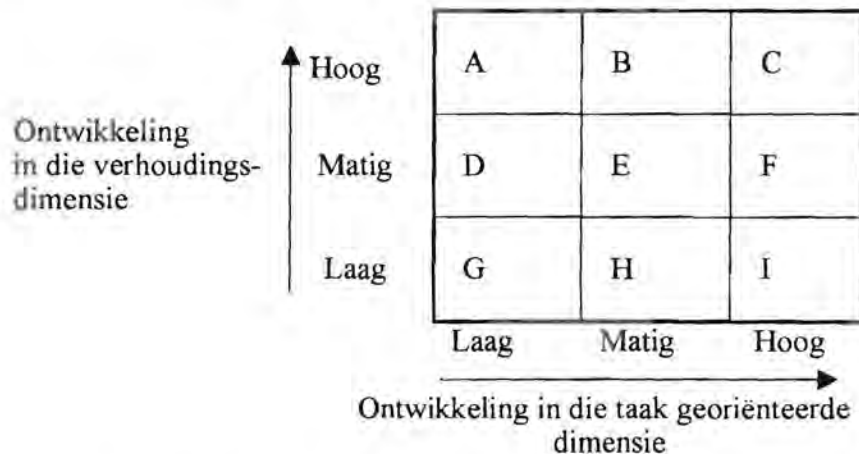 Hoog A B C
Ontwikkeling
in die verhoudings-
dimensie
Matig D E F
Laag G H I
Laag Matig Hoog
Ontwikkeling in die taak georiënteerde
dimensie